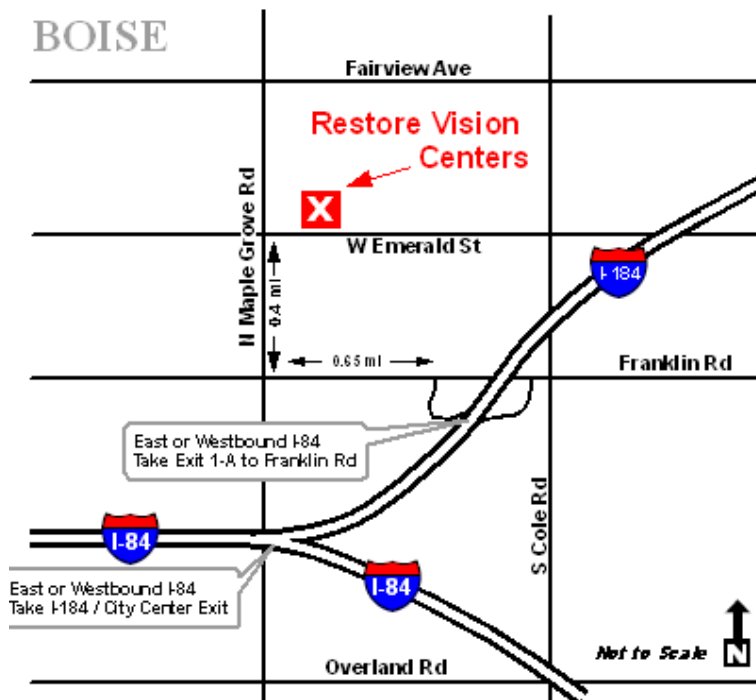 BOISE
Fairview Ave
Restore Vision
Centers
X
N Maple Grove Rd
W Emerald St
I-184
0.4 mi
0.65 mi
Franklin Rd
East or Westbound I-84
Take Exit 1-A to Franklin Rd
S Cole Rd
I-84
East or Westbound I-84
Take I-184 / City Center Exit
I-84
Not to Scale
N
Overland Rd